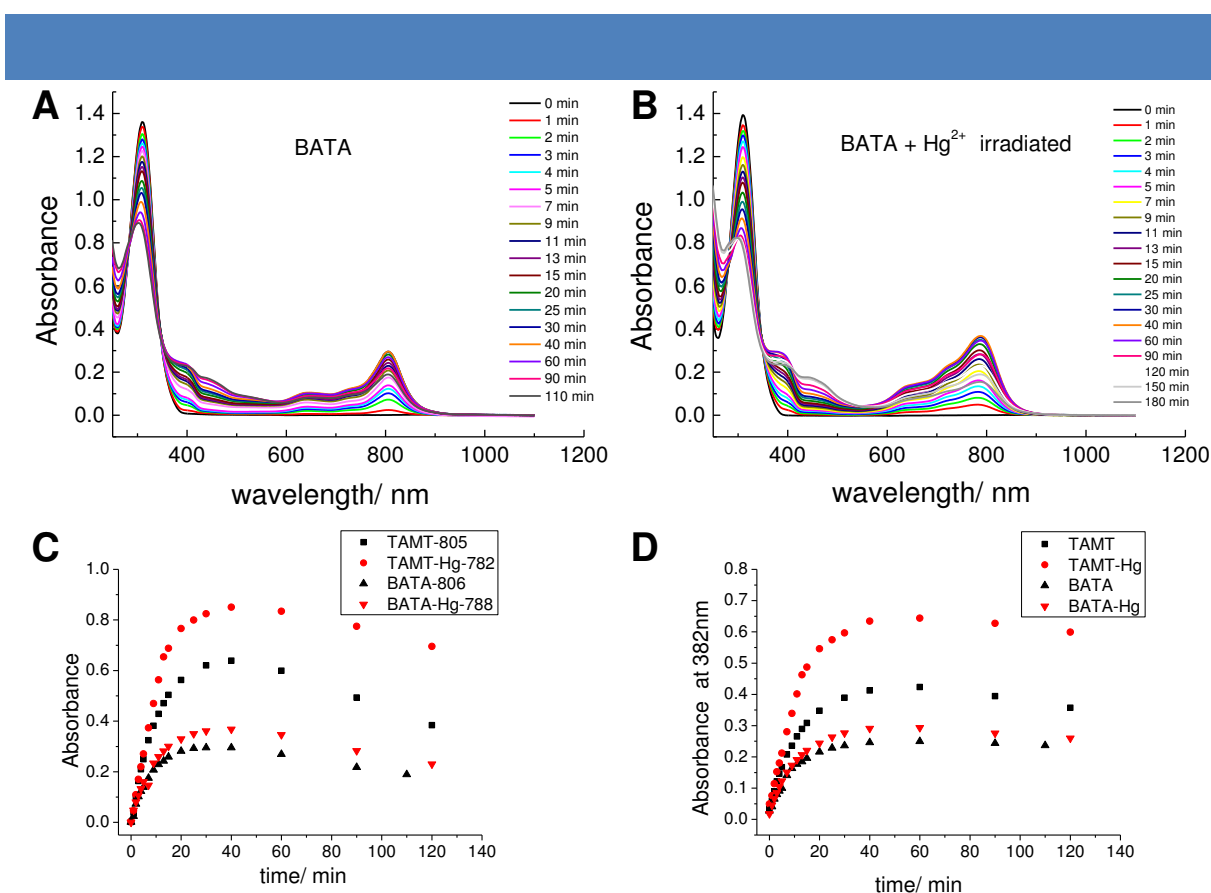 A
1.4
1.2
1.0
0.8
0.6
0.4
0.2
0.0
Absorbance
BATA
0 min
1 min
2 min
3 min
4 min
5 min
7 min
9 min
11 min
13 min
15 min
20 min
25 min
30 min
40 min
60 min
90 min
110 min
400
600
800
1000
1200
wavelength/ nm
B
1.4
1.2
1.0
0.8
0.6
0.4
0.2
0.0
Absorbance
BATA + Hg²⁺ irradiated
0 min
1 min
2 min
3 min
4 min
5 min
7 min
9 min
11 min
13 min
15 min
20 min
25 min
30 min
40 min
60 min
90 min
120 min
150 min
180 min
400
600
800
1000
1200
wavelength/ nm
C
TAMT-805
TAMT-Hg-782
BATA-806
BATA-Hg-788
1.0
0.8
0.6
0.4
0.2
0.0
Absorbance
0
20
40
60
80
100
120
140
time/ min
D
TAMT
TAMT-Hg
BATA
BATA-Hg
0.8
0.7
0.6
0.5
0.4
0.3
0.2
0.1
0.0
Absorbance at 382nm
0
20
40
60
80
100
120
140
time/ min